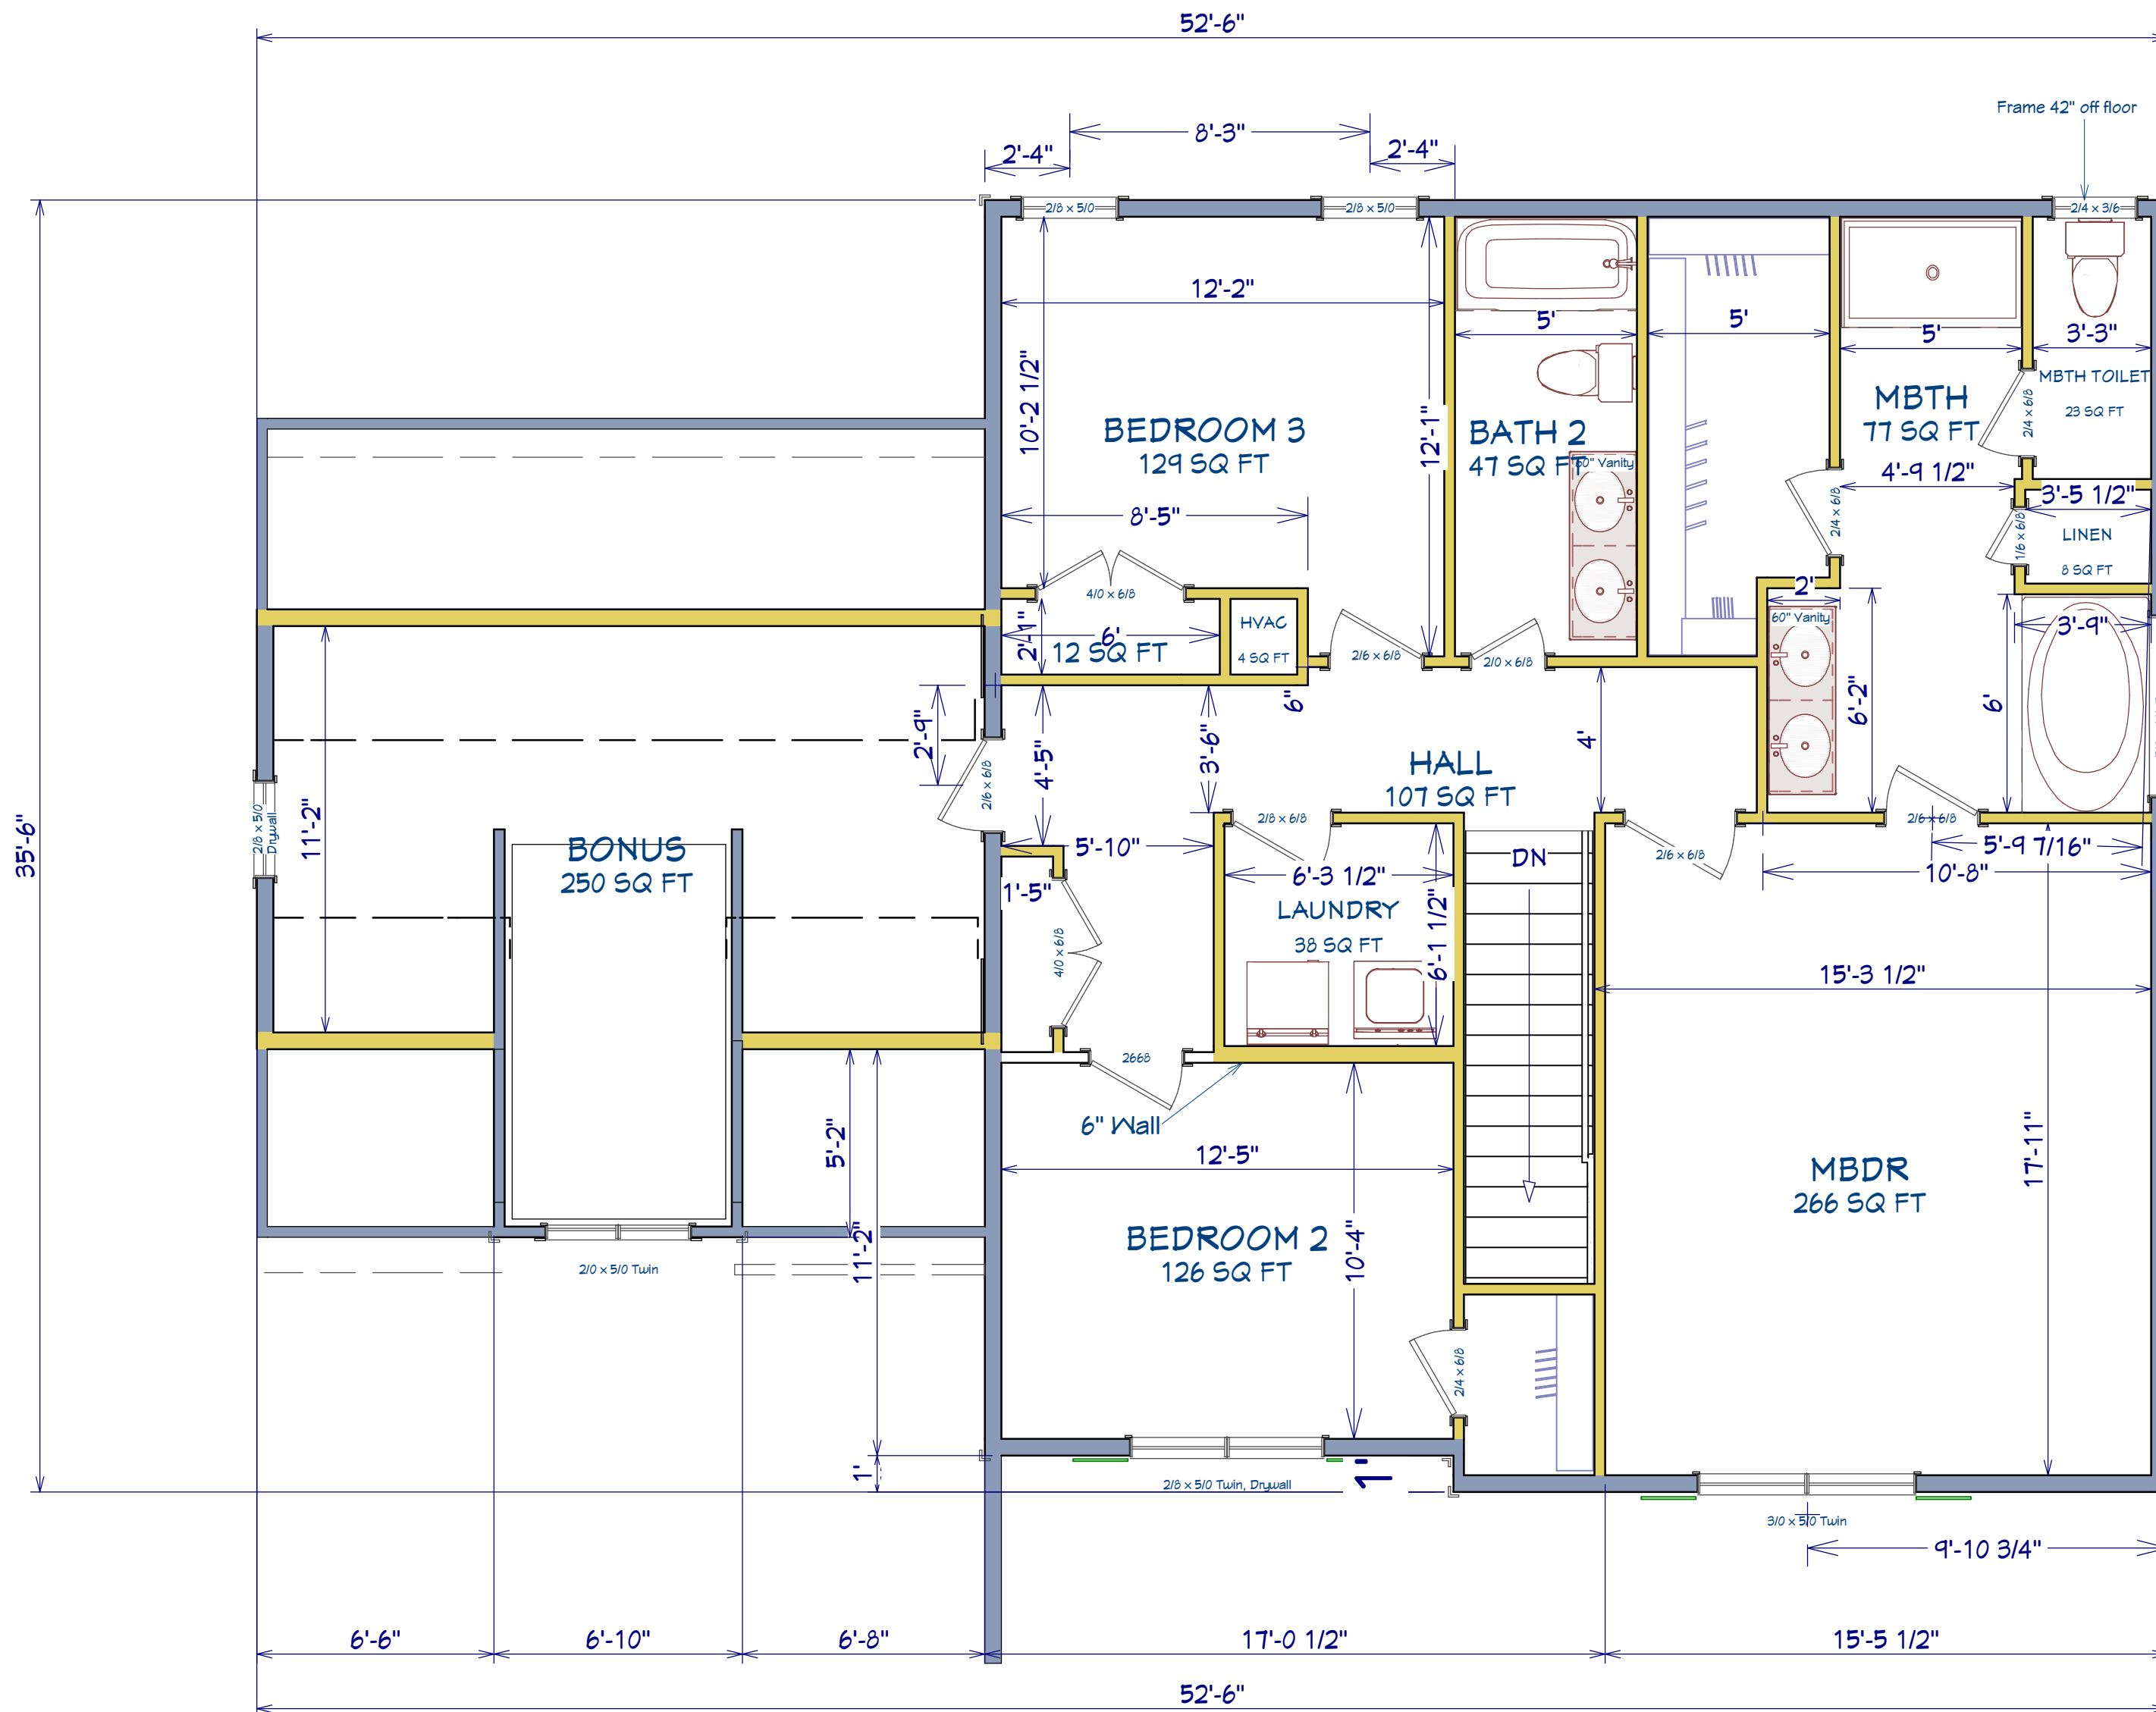 52'-6"
Frame 42" off floor
8'-3"
2'-4"
2'-4"
2/8 x 5/0
2/8 x 5/0
2/4 x 3/6
12'-2"
5'
5'
5'
3'-3"
10'-2 1/2"
12'-1"
MBTH TOILET
23 SQ FT
2/4 x 6/8
MBTH
77 SQ FT
BEDROOM 3
129 SQ FT
BATH 2
47 SQ FT
60" Vanity
4'-9 1/2"
3'-5 1/2"
8'-5"
2/4 x 6/8
1/6 x 6/8
LINEN
8 SQ FT
4/0 x 6/8
2'
60" Vanity
HVAC
4 SQ FT
2'-1"
6'
12 SQ FT
2/6 x 6/8
2/0 x 6/8
3'-9"
6"
6'-2"
6'
2'-9"
4'-5"
3'-6"
4'
HALL
107 SQ FT
2/6 x 6/8
2/8 x 5/0
Drywall
11'-2"
35'-6"
BONUS
250 SQ FT
2/8 x 6/8
2/6 x 6/8
2/6 x 6/8
5'-10"
DN
5'-9 7/16"
10'-8"
1'-5"
6'-3 1/2"
LAUNDRY
38 SQ FT
6'-1 1/2"
4/0 x 6/8
15'-3 1/2"
2668
6" Wall
5'-2"
12'-5"
17'-11"
MBDR
266 SQ FT
BEDROOM 2
126 SQ FT
11'-2"
10'-4"
2/0 x 5/0 Twin
2/4 x 6/8
1'
1'
2/8 x 5/0 Twin, Drywall
3/0 x 5/0 Twin
9'-10 3/4"
6'-6"
6'-10"
6'-8"
17'-0 1/2"
15'-5 1/2"
52'-6"